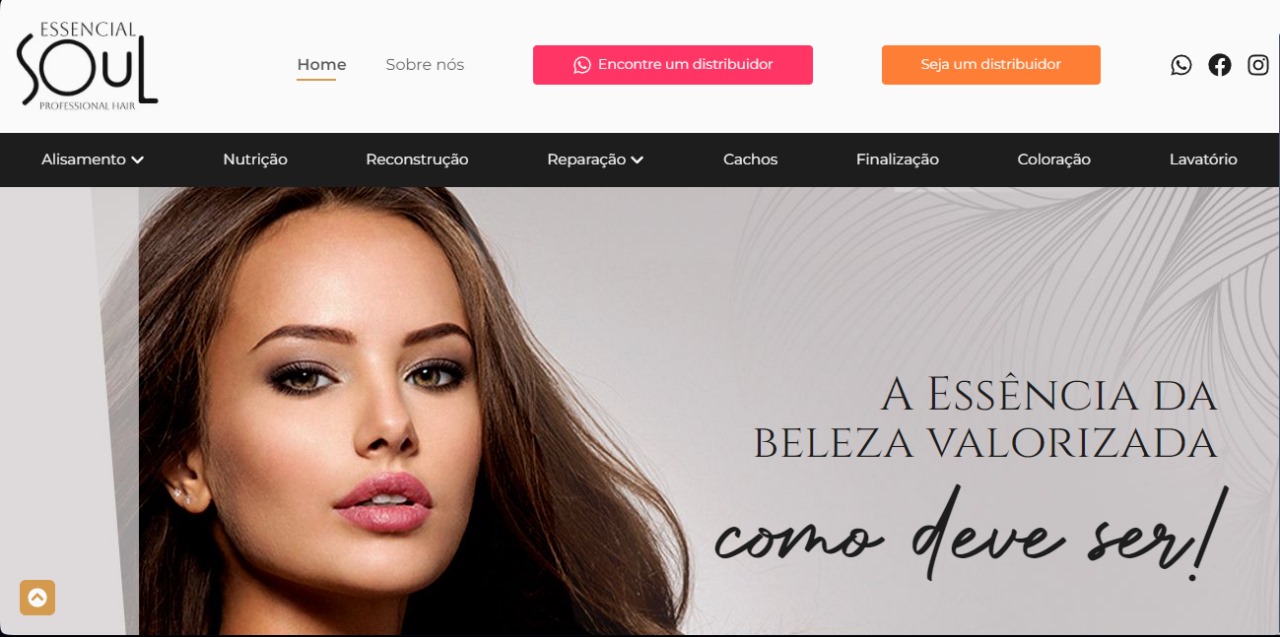 ESSENCIAL
SOUL
PROFESSIONAL HAIR
Home
Sobre nós
Encontre um distribuidor
Seja um distribuidor
Alisamento
Nutrição
Reconstrução
Reparação
Cachos
Finalização
Coloração
Lavatório
A ESSÊNCIA DA
BELEZA VALORIZADA
como deve ser!